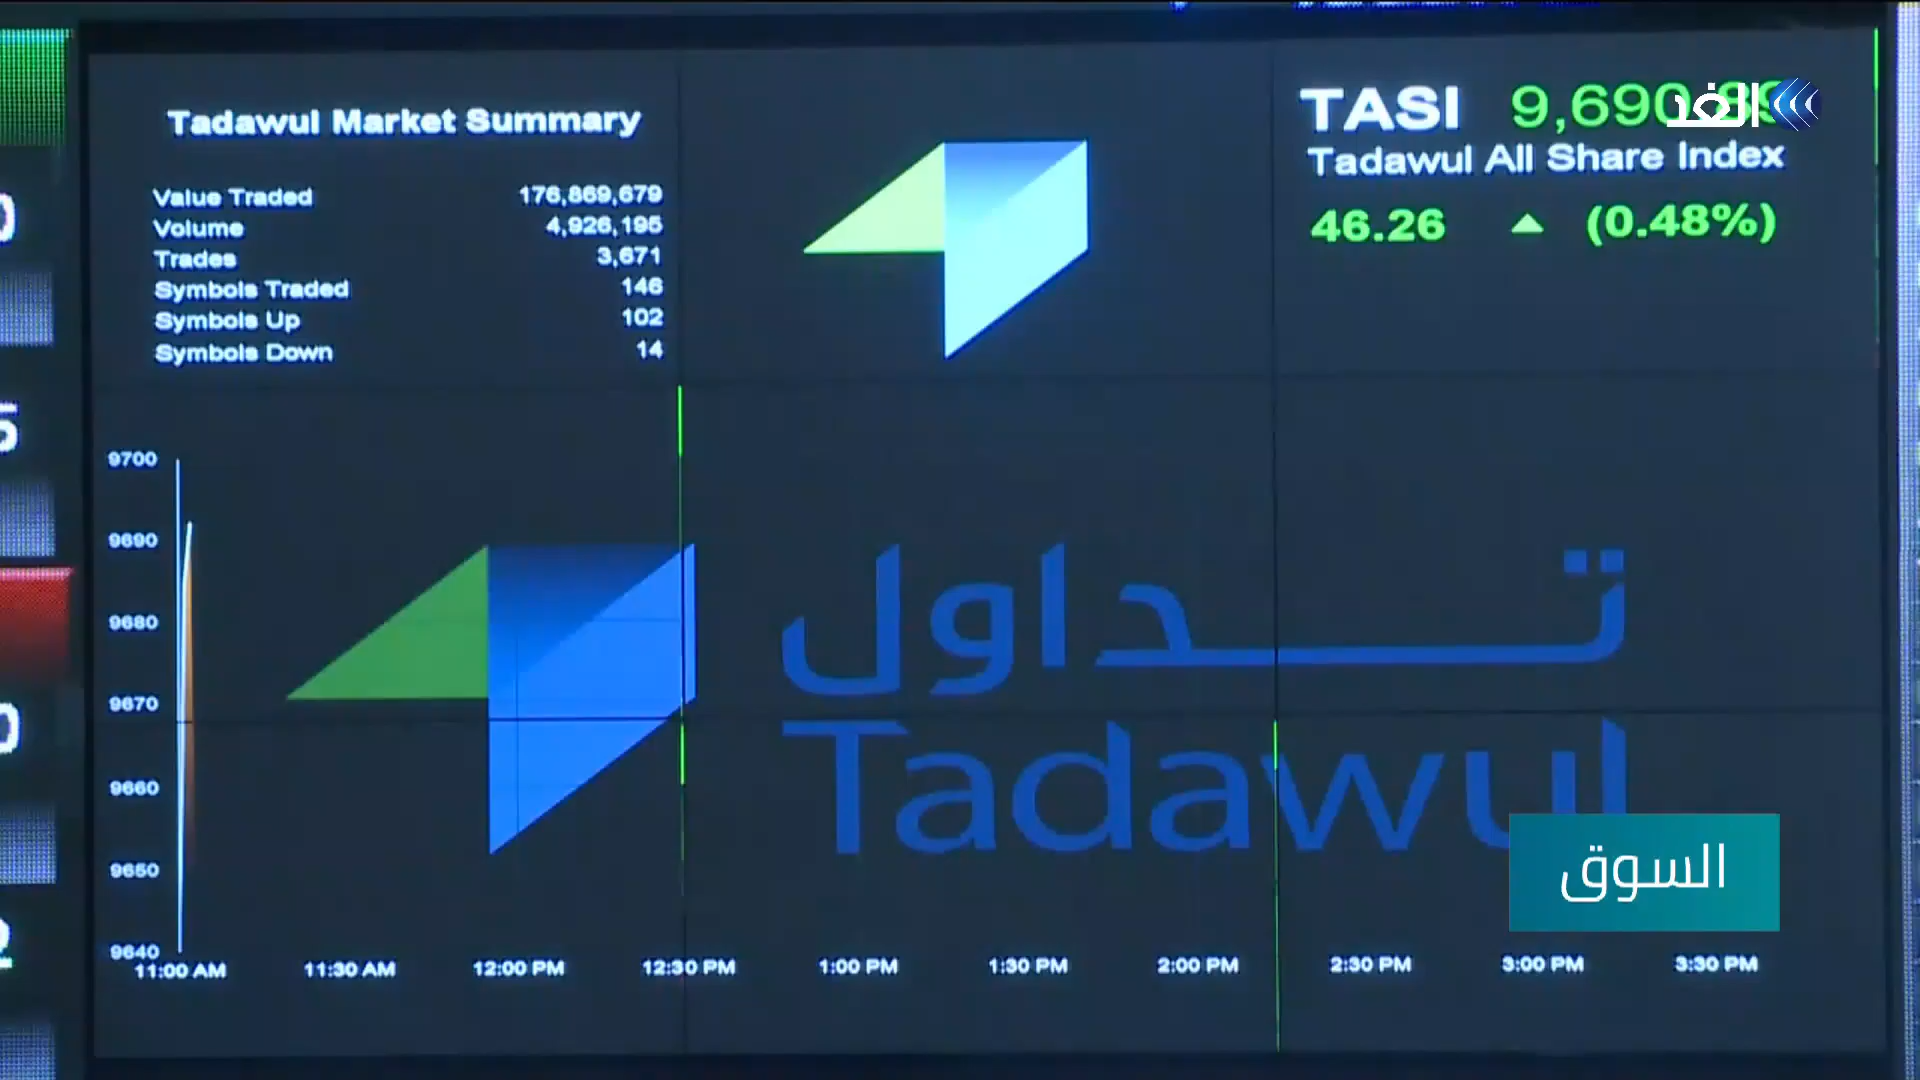 Tadawul Market Summary
Value Traded 176,869,679
Volume 4,926,195
Trades 3,671
Symbols Traded 146
Symbols Up 102
Symbols Down 14
TASI
الغد
Tadawul All Share Index
46.26 ▲ (0.48%)
9700
9690
9680
9670
9660
9650
9640
تداول
Tadawul
السوق
11:00 AM 11:30 AM 12:00 PM 12:30 PM 1:00 PM 1:30 PM 2:00 PM 2:30 PM 3:00 PM 3:30 PM